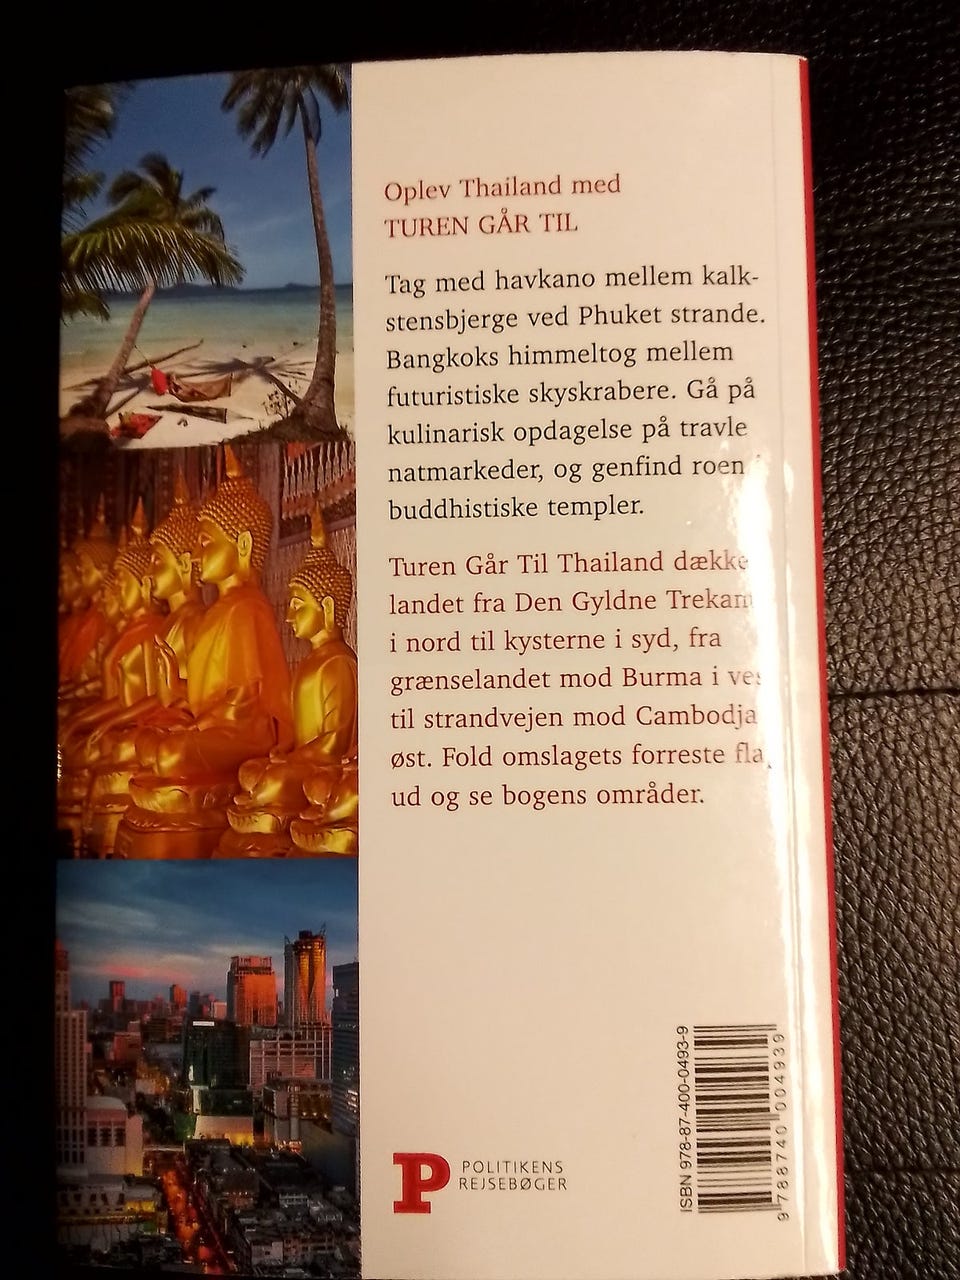 Oplev Thailand med
TUREN GÅR TIL
Tag med havkano mellem kalk-
stensbjerge ved Phuket strande.
Bangkoks himmeltog mellem
futuristiske skyskrabere. Gå på
kulinarisk opdagelse på travle
natmarkeder, og genfind roen
buddhistiske templer.
Turen Går Til Thailand
landet fra Den Gyldne
i nord til kysterne i syd, fra
grænselandet mod Burma i
til strandvejen mod Cambodja
øst. Fold omslagets forreste
ud og se bogens områder.
ISBN 978-87-400-0493-9
9 788740 004939
P POLITIKENS
REJSEBØGER